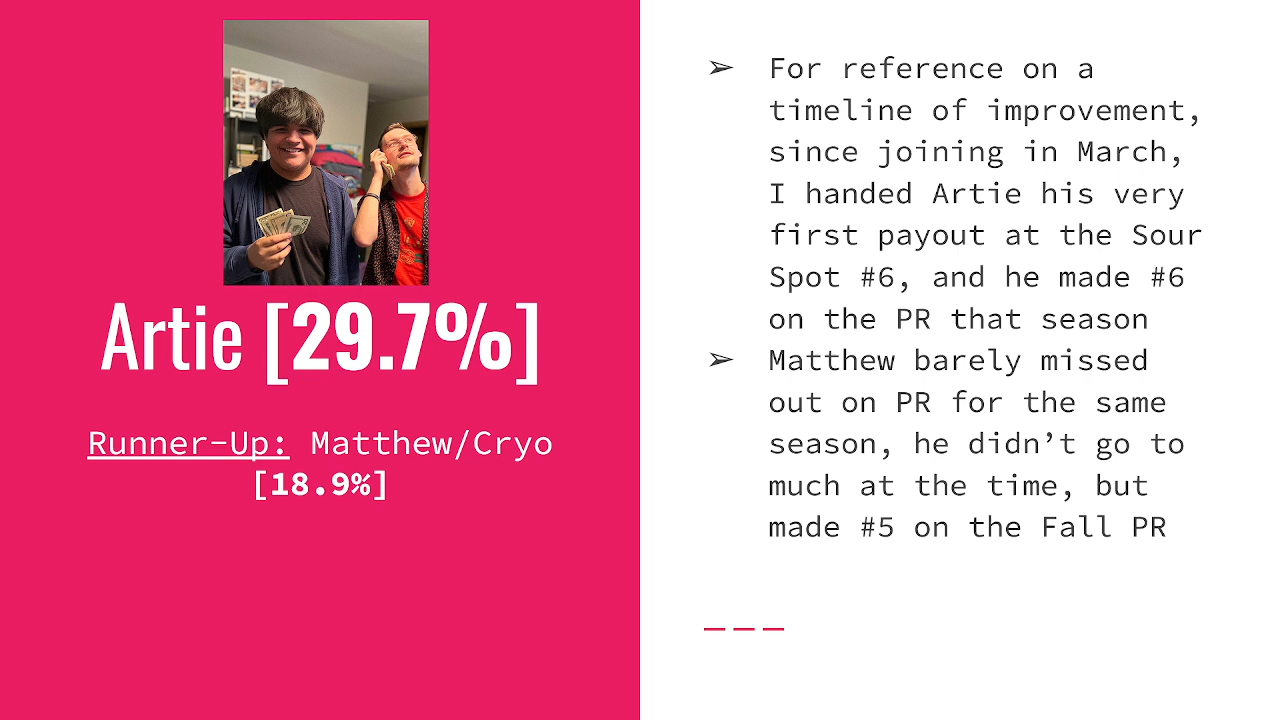 Artie [29.7%]
Runner-Up: Matthew/Cryo
[18.9%]
➢ For reference on a
timeline of improvement,
since joining in March,
I handed Artie his very
first payout at the Sour
Spot #6, and he made #6
on the PR that season
➢ Matthew barely missed
out on PR for the same
season, he didn’t go to
much at the time, but
made #5 on the Fall PR